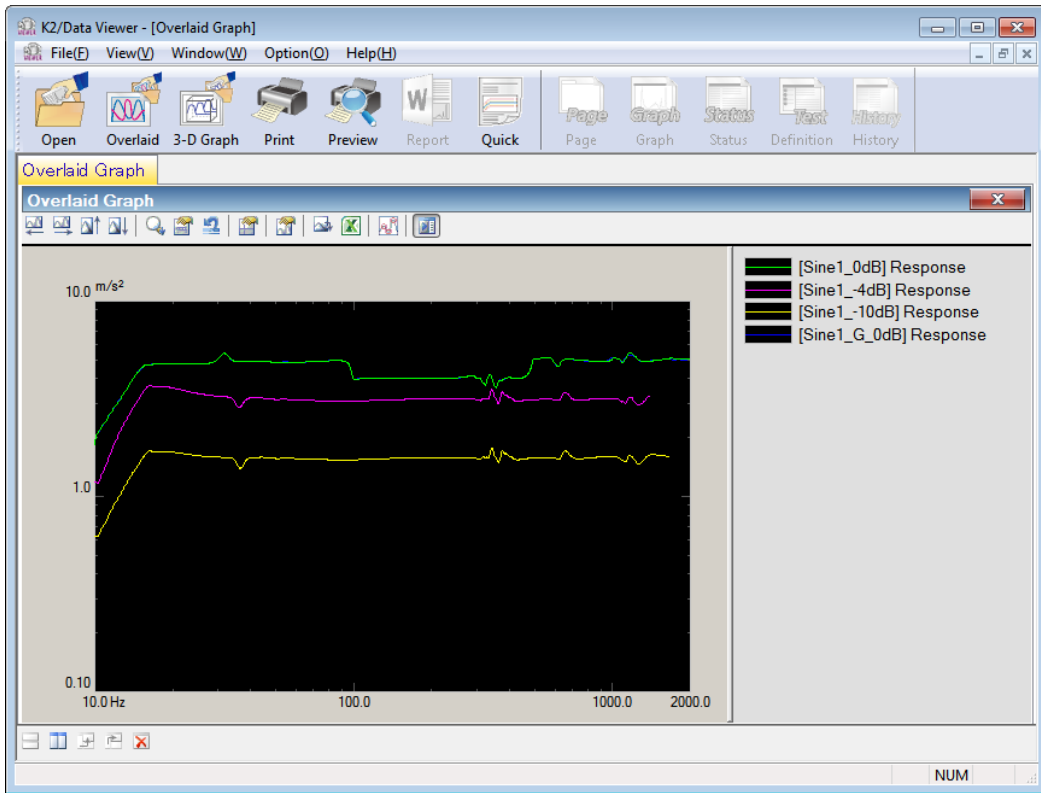 K2/Data Viewer - [Overlaid Graph]
File(F) View(V) Window(W) Option(O) Help(H)
Open Overlaid 3-D Graph Print Preview Report Quick Page Graph Status Definition History
Overlaid Graph
Overlaid Graph
10.0 m/s²
1.0
0.10
10.0 Hz 100.0 1000.0 2000.0
[Sine1_0dB] Response
[Sine1_-4dB] Response
[Sine1_-10dB] Response
[Sine1_G_0dB] Response
NUM